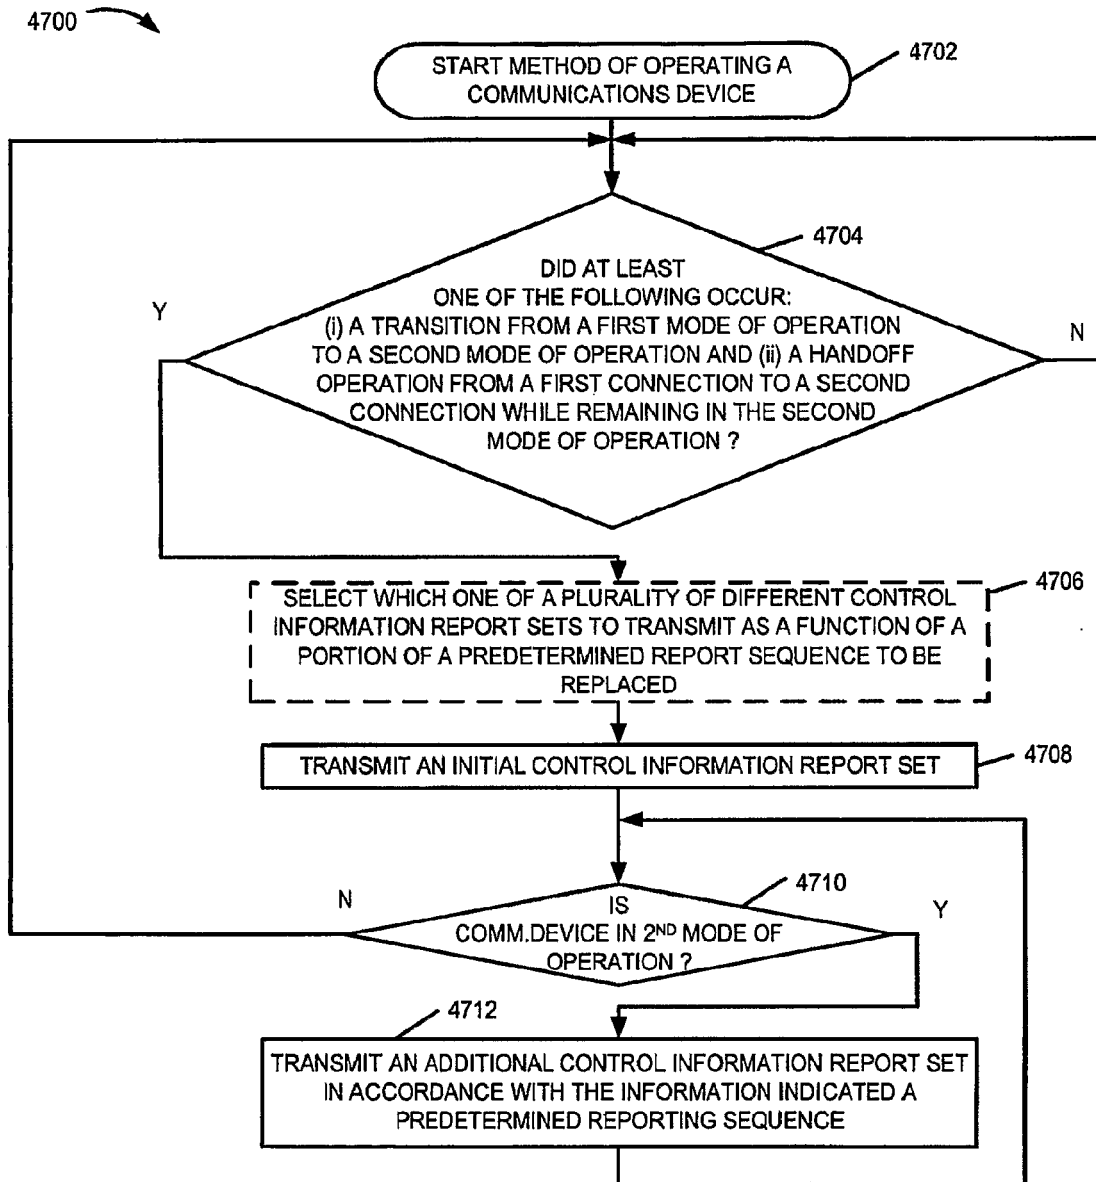 4700
START METHOD OF OPERATING A
COMMUNICATIONS DEVICE
4702
4704
DID AT LEAST
ONE OF THE FOLLOWING OCCUR:
(i) A TRANSITION FROM A FIRST MODE OF OPERATION
TO A SECOND MODE OF OPERATION AND (ii) A HANDOFF
OPERATION FROM A FIRST CONNECTION TO A SECOND
CONNECTION WHILE REMAINING IN THE SECOND
MODE OF OPERATION ?
Y
N
4706
SELECT WHICH ONE OF A PLURALITY OF DIFFERENT CONTROL
INFORMATION REPORT SETS TO TRANSMIT AS A FUNCTION OF A
PORTION OF A PREDETERMINED REPORT SEQUENCE TO BE
REPLACED
TRANSMIT AN INITIAL CONTROL INFORMATION REPORT SET
4708
4710
N
Y
IS
COMM.DEVICE IN 2ND MODE OF
OPERATION ?
4712
TRANSMIT AN ADDITIONAL CONTROL INFORMATION REPORT SET
IN ACCORDANCE WITH THE INFORMATION INDICATED A
PREDETERMINED REPORTING SEQUENCE